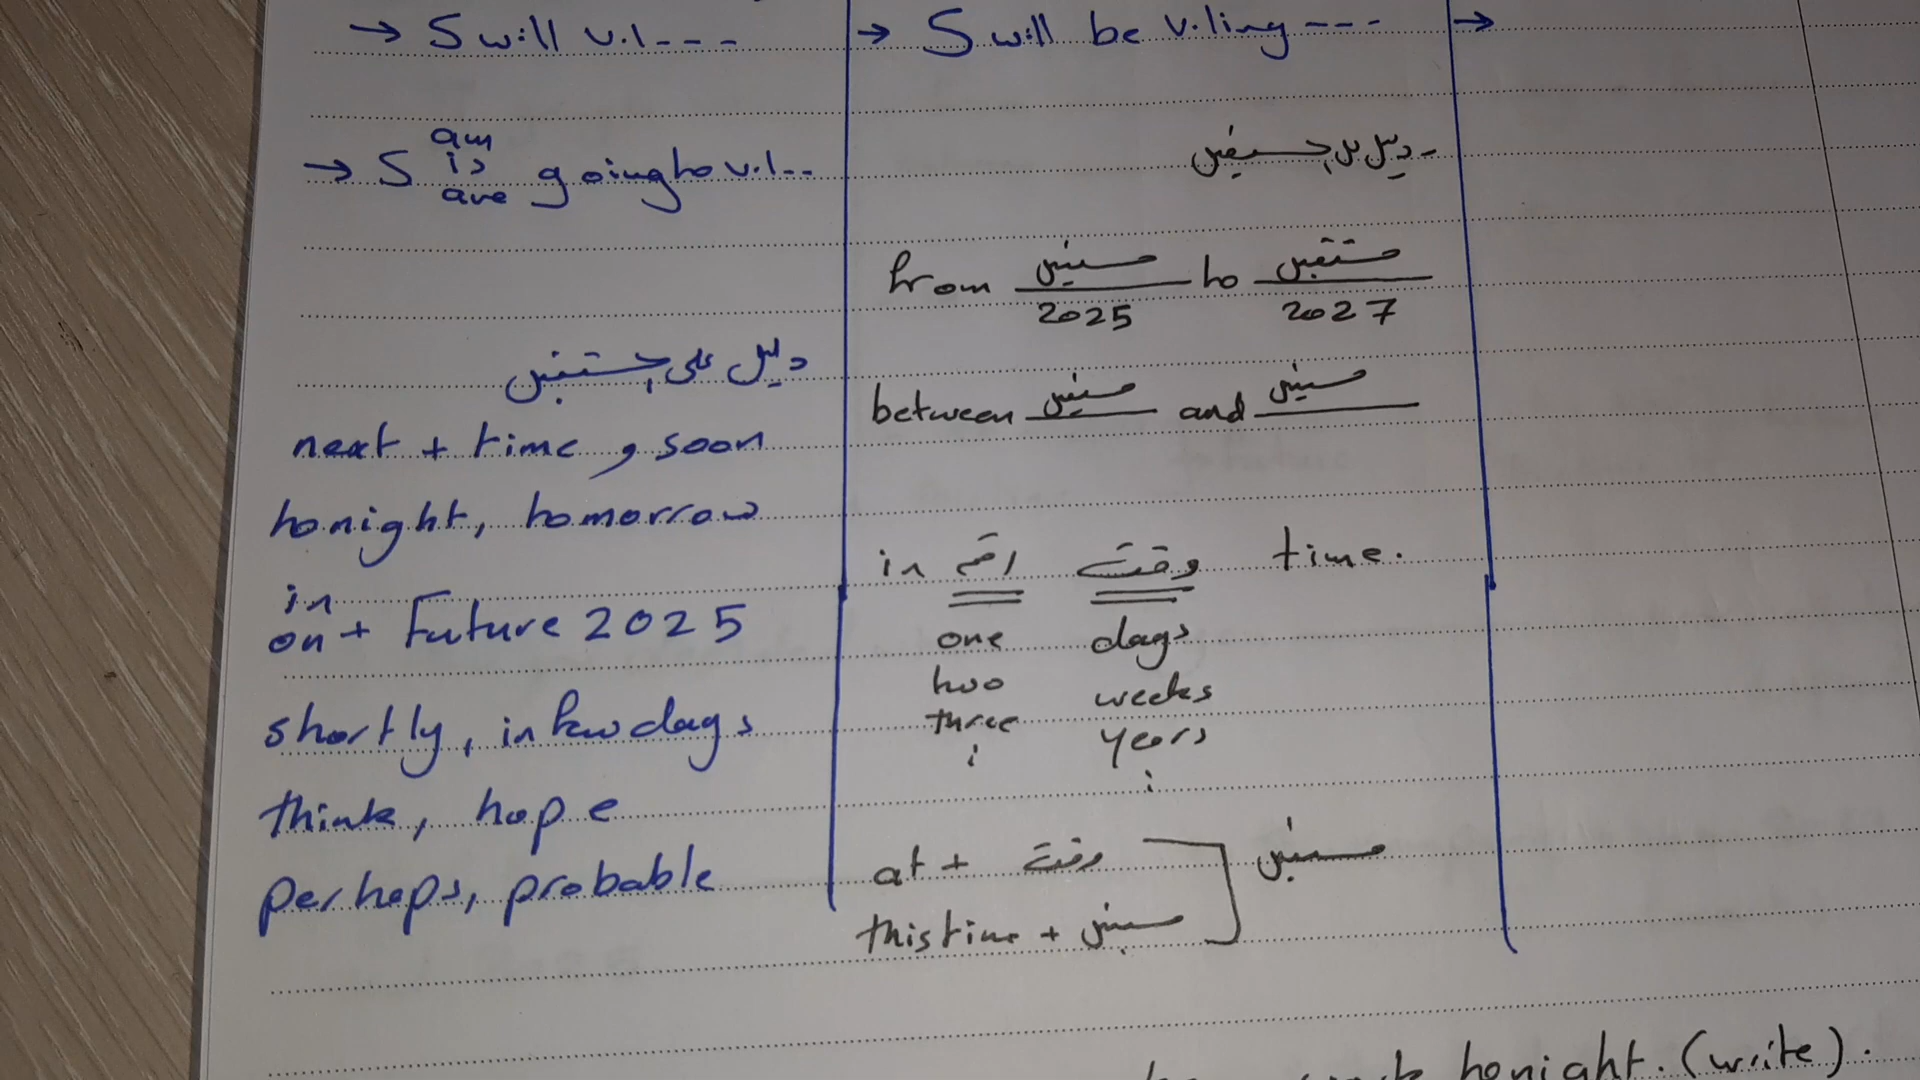 → S will v.1 ---
→ S am is are going to v.1...
دليل على مستقبل
next + time , soon
tonight, tomorrow
in
on + Future 2025
shortly, in few days
think, hope
perhaps, probable
→ S will be v.1ing ---
- دليل على مستقبل
from مستقبل to مستقبل
2025 2027
between مستقبل and مستقبل
in رقم وقت time.
one days
two weeks
three years
at + وقت مستقبل
this time + مستقبل
→
tonight. (write).